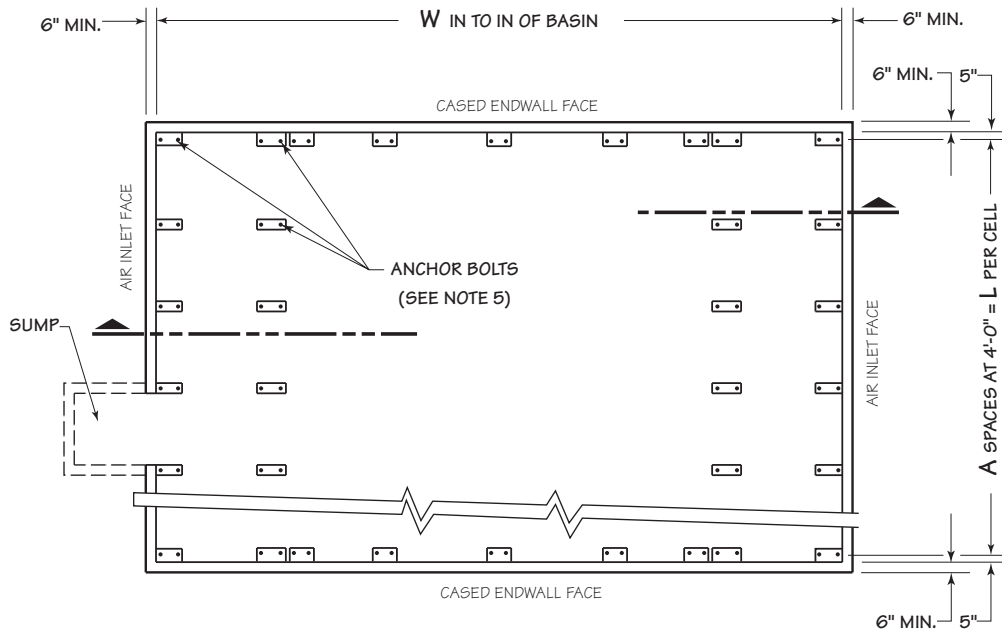 6" MIN.
W IN TO IN OF BASIN
6" MIN.
6" MIN.
5"
CASED ENDWALL FACE
AIR INLET FACE
ANCHOR BOLTS
(SEE NOTE 5)
SUMP
AIR INLET FACE
A SPACES AT 4'-0" = L PER CELL
CASED ENDWALL FACE
6" MIN.
5"